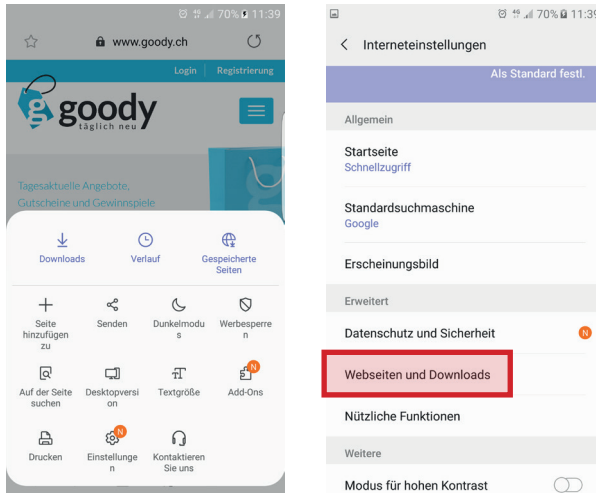 70% 11:39
www.goody.ch
Login | Registrierung
goody
täglich neu
Tagesaktuelle Angebote,
Gutscheine und Gewinnspiele
Downloads
Verlauf
Gespeicherte
Seiten
Seite
hinzufügen
zu
Senden
Dunkelmodu
s
Werbesperre
n
Auf der Seite
suchen
Desktopversi
on
Textgröße
N
Add-Ons
Drucken
N
Einstellunge
n
Kontaktieren
Sie uns
70% 11:39
Interneteinstellungen
Als Standard festl.
Allgemein
Startseite
Schnellzugriff
Standardsuchmaschine
Google
Erscheinungsbild
Erweitert
Datenschutz und Sicherheit N
Webseiten und Downloads
Nützliche Funktionen
Weitere
Modus für hohen Kontrast